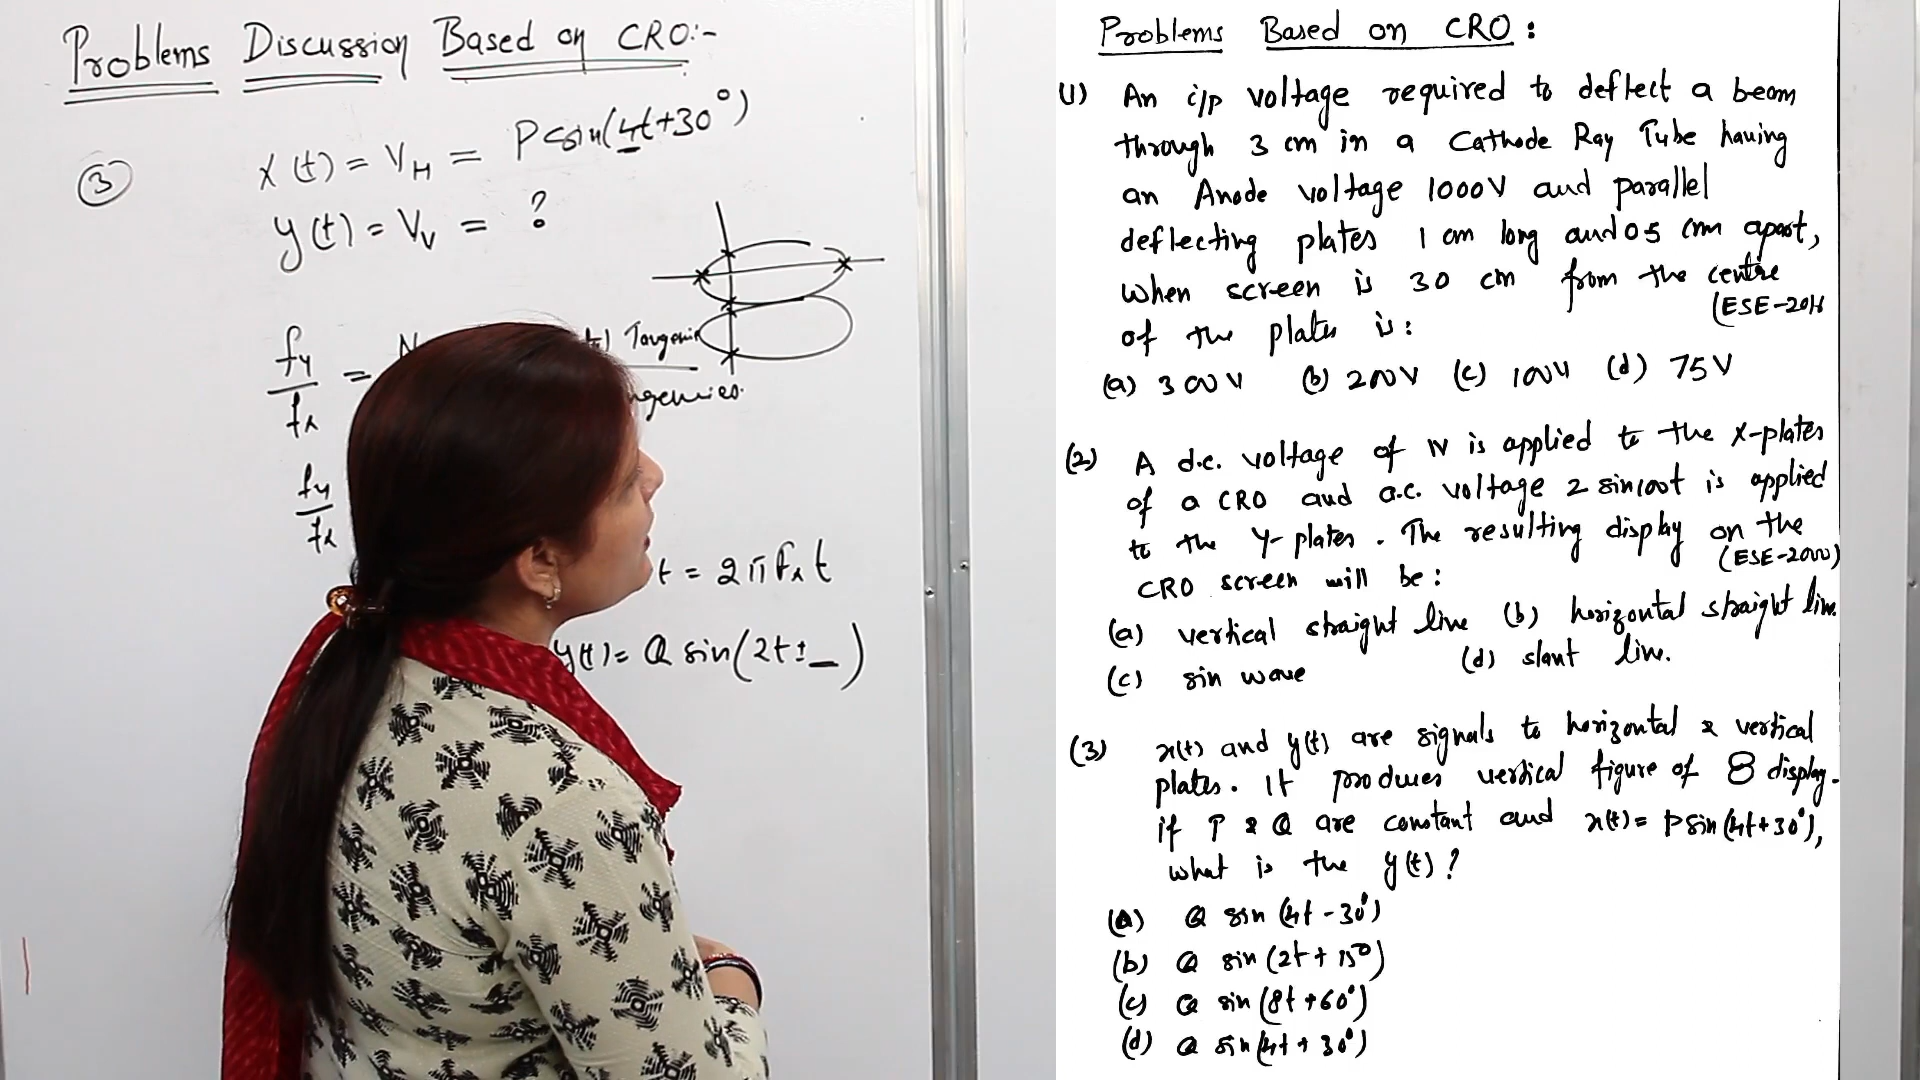 Problems Discussion Based on CRO:-
③ x(t) = V_H = P sin(4t+30°)
y(t) = V_V = ?
f_y/f_x =
Tangenci
f_y/f_x
t = 2πf_x t
y(t) = Q sin(2t ± _ )
Problems Based on CRO :
(1) An i/p voltage required to deflect a beam
through 3 cm in a Cathode Ray Tube having
an Anode voltage 1000V and parallel
deflecting plates 1 cm long and 0 5 cm apart,
when screen is 30 cm from the centre
(ESE-20
of the plates is:
(a) 300V (b) 200V (c) 100V (d) 75V
(2) A d.c. voltage of 1V is applied to the X-plates
of a CRO and a.c. voltage 2 sin100t is applied
to the Y-plates. The resulting display on the
(ESE-2000)
CRO screen will be:
(a) vertical straight line (b) horizontal straight line.
(c) sin wave (d) slant line.
(3) x(t) and y(t) are signals to horizontal & vertical
plates. It produces vertical figure of 8 display.
if P & Q are constant and x(t)= P sin(4t+30°),
what is the y(t)?
(a) Q sin (4t-30°)
(b) Q sin (2t + 15°)
(c) Q sin (8t +60°)
(d) Q sin(4t + 30°)